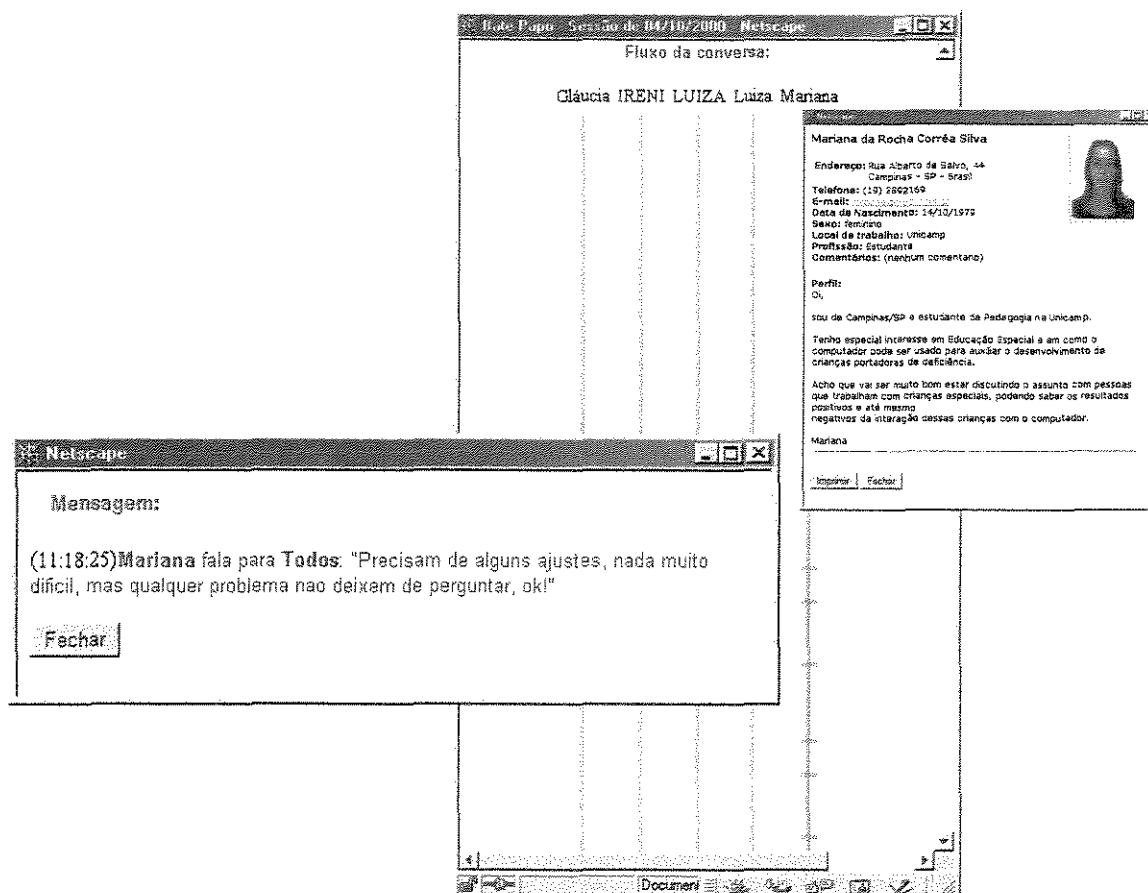 Bate Papo - Sessão de 04/10/2000 - Netscape
Fluxo da conversa:
Gláucia IRENI LUIZA Luiza Mariana
Netscape
Mariana da Rocha Corrêa Silva
Endereço: Rua Alberto de Salvo, 44
Campinas - SP - Brasil
Telefone: (19) 2892169
E-mail:
Data de Nascimento: 14/10/1979
Sexo: feminino
Local de trabalho: Unicamp
Profissão: Estudante
Comentários: (nenhum comentario)
Perfil:
Oi,
sou de Campinas/SP e estudante de Pedagogia na Unicamp.
Tenho especial interesse em Educação Especial e em como o
computador pode ser usado para auxiliar o desenvolvimento de
crianças portadoras de deficiência.
Acho que vai ser muito bom estar discutindo o assunto com pessoas
que trabalham com crianças especiais, podendo saber os resultados
positivos e até mesmo
negativos da interação dessas crianças com o computador.
Mariana
Imprimir Fechar
Netscape
Mensagem:
(11:18:25)Mariana fala para Todos: "Precisam de alguns ajustes, nada muito
dificil, mas qualquer problema nao deixem de perguntar, ok!"
Fechar
Document